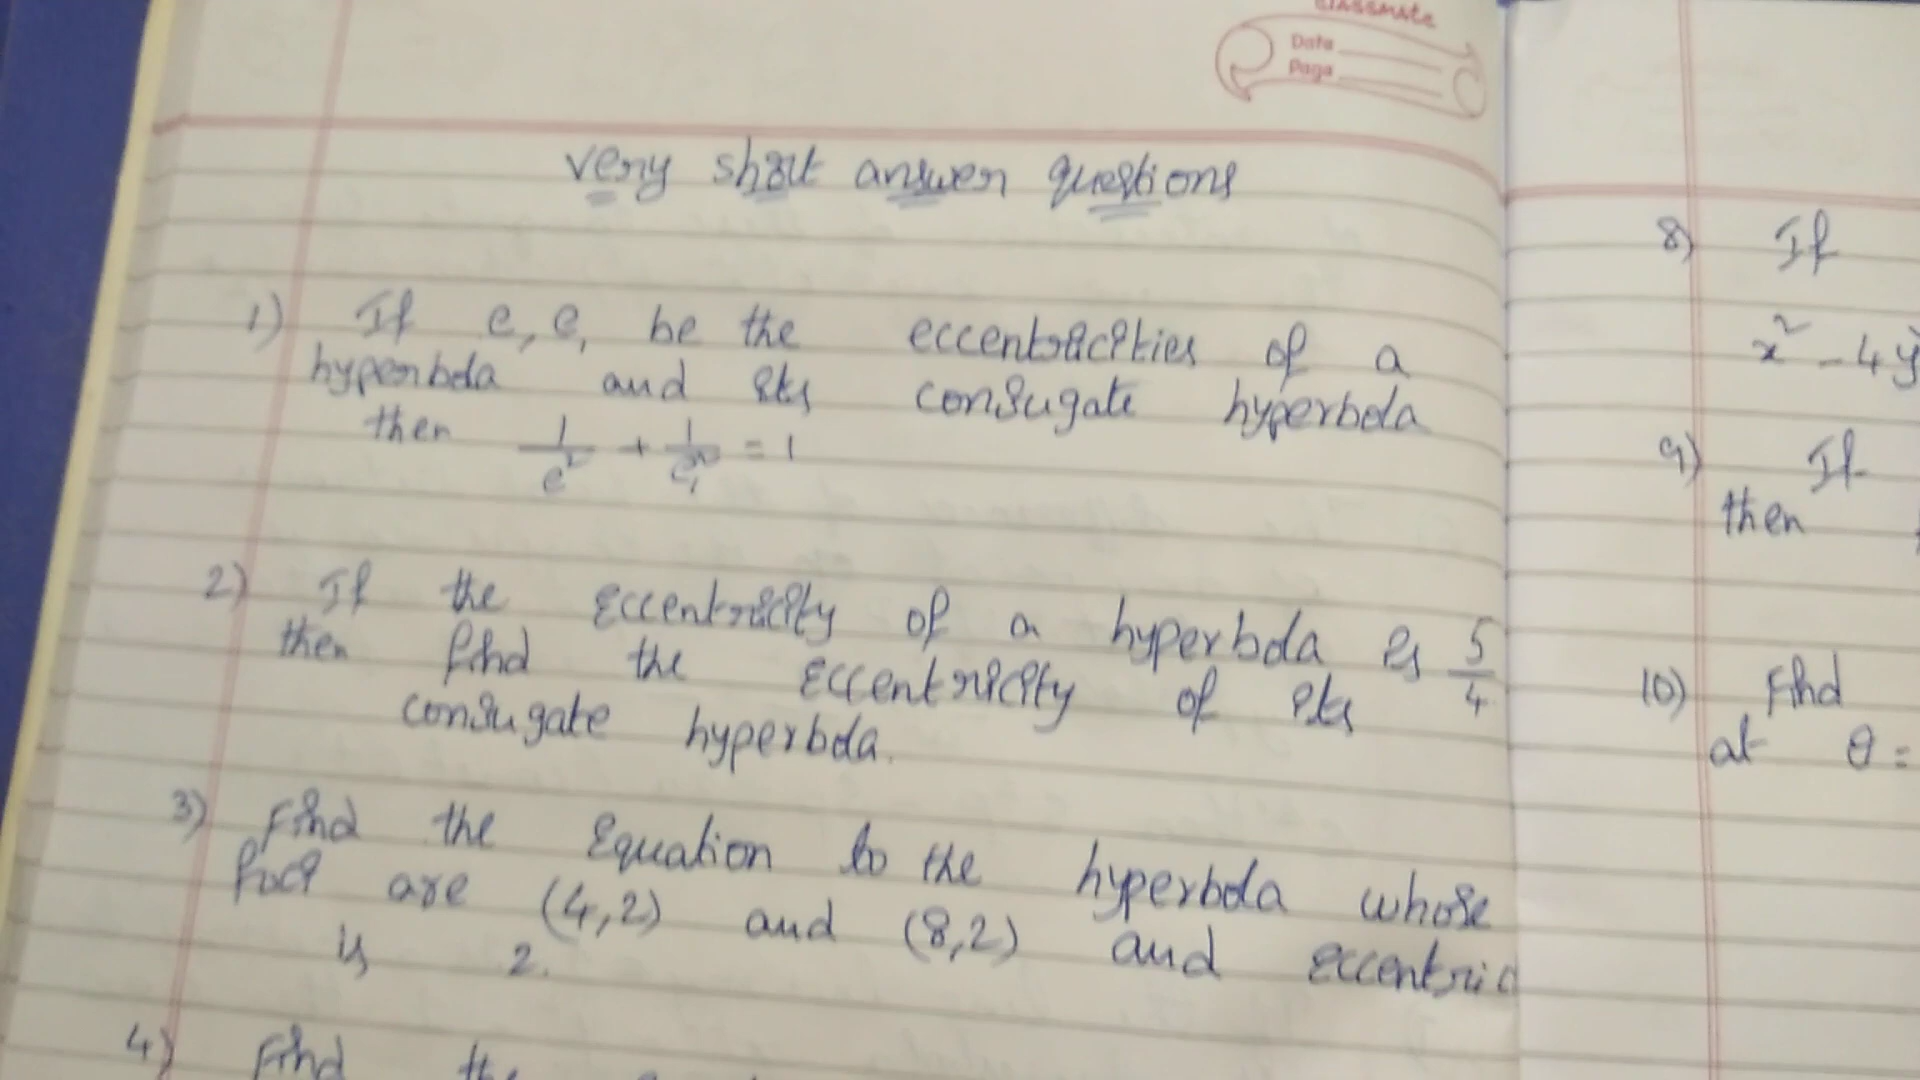 classmate
Date
Page
very short answer questions
1) If e, e₁ be the eccentricities of a
hyperbola and its conjugate hyperbola
then 1/e² + 1/e₁² = 1
2) If the eccentricity of a hyperbola is 5/4
then find the eccentricity of its
conjugate hyperbola.
3) Find the Equation to the hyperbola whose
foci are (4,2) and (8,2) and eccentric
is 2.
4) Find the
8) If
x² - 4y
9) If
then
10) Find
at θ =